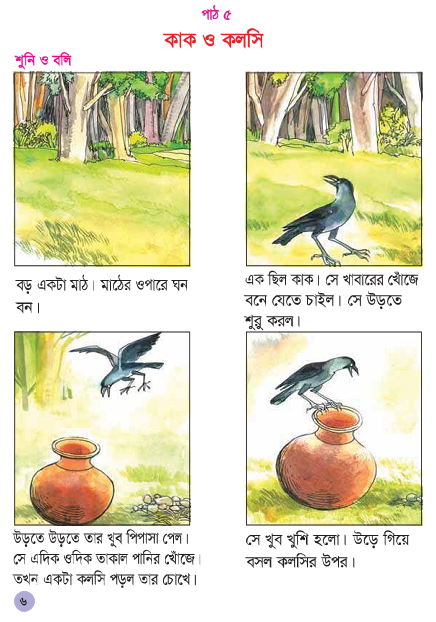 পাঠ ৫
কাক ও কলসি
শুনি ও বলি
বড় একটা মাঠ। মাঠের ওপারে ঘন
বন।
এক ছিল কাক। সে খাবারের খোঁজে
বনে যেতে চাইল। সে উড়তে
শুরু করল।
উড়তে উড়তে তার খুব পিপাসা পেল।
সে এদিক ওদিক তাকাল পানির খোঁজে।
তখন একটা কলসি পড়ল তার চোখে।
সে খুব খুশি হলো। উড়ে গিয়ে
বসল কলসির উপর।
৬